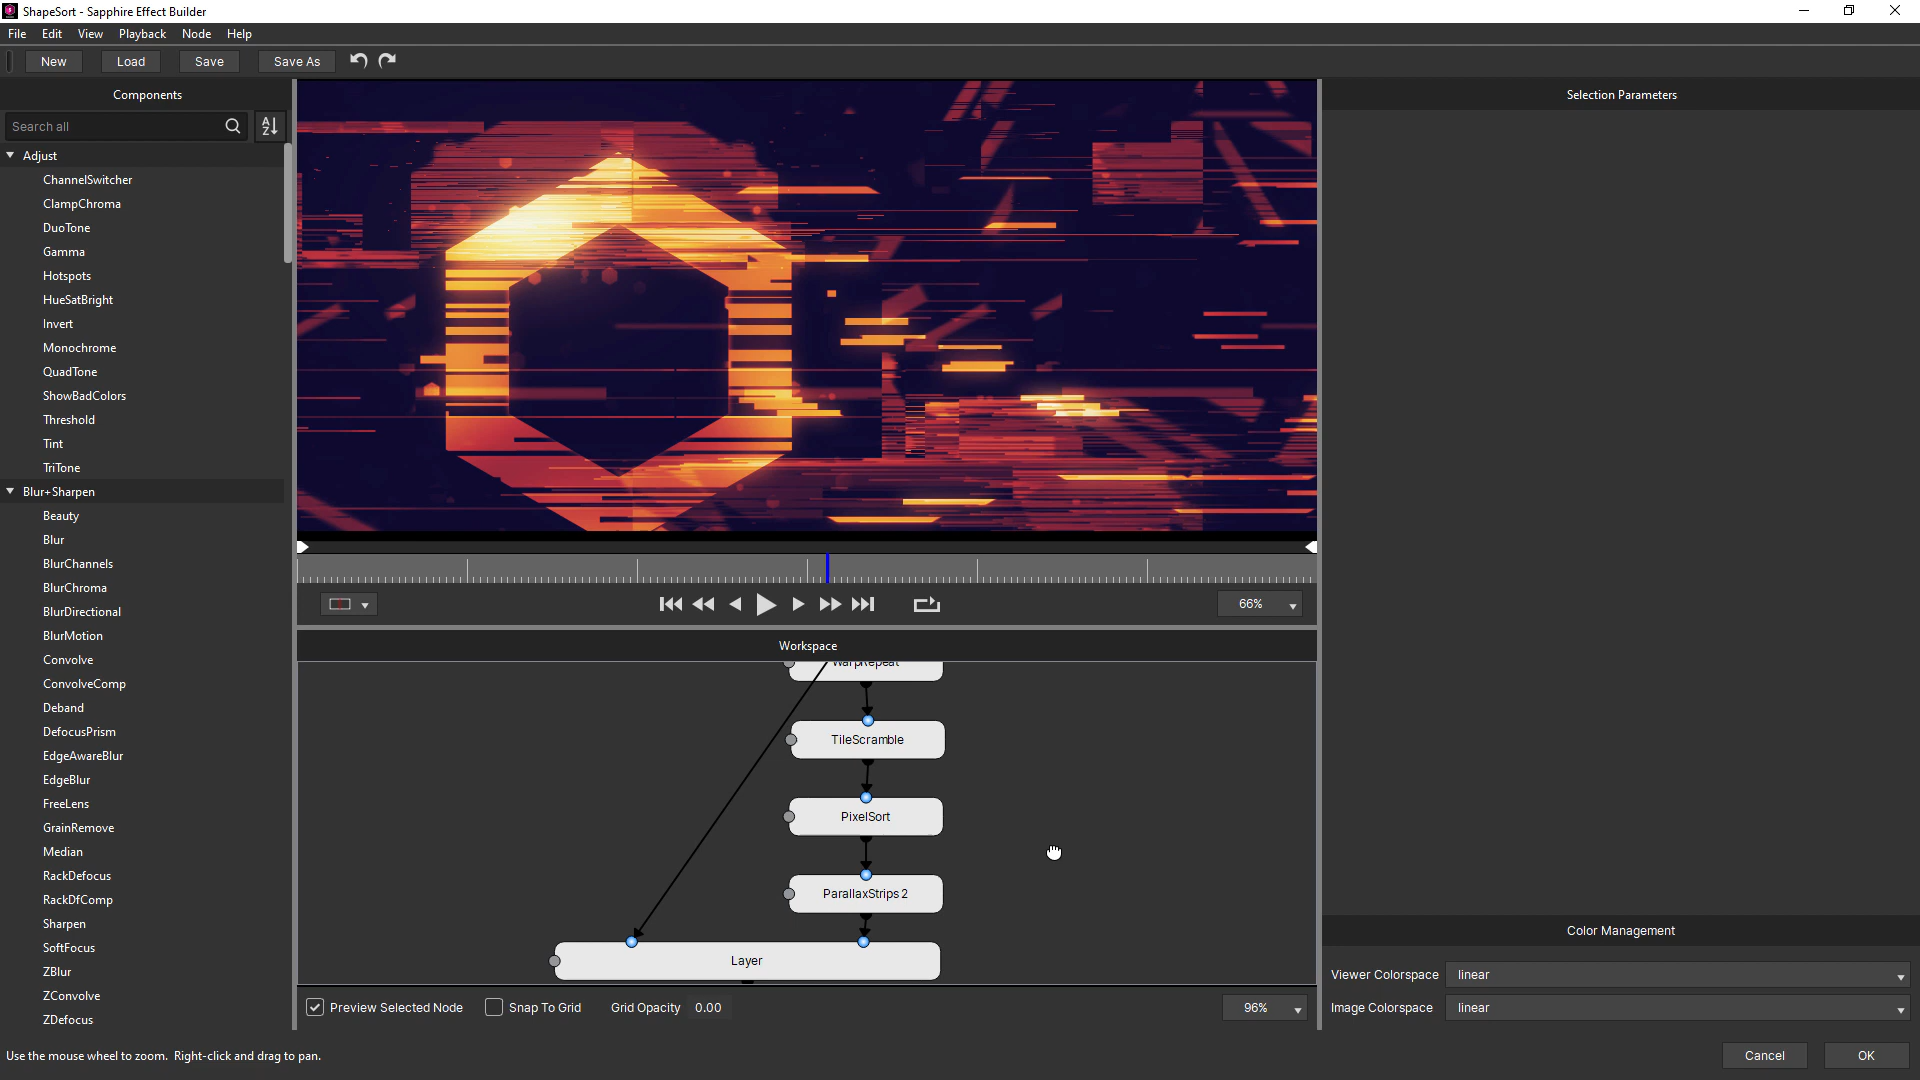 ShapeSort - Sapphire Effect Builder
File Edit View Playback Node Help
New Load Save Save As
Components
Search all
Adjust
ChannelSwitcher
ClampChroma
DuoTone
Gamma
Hotspots
HueSatBright
Invert
Monochrome
QuadTone
ShowBadColors
Threshold
Tint
TriTone
Blur+Sharpen
Beauty
Blur
BlurChannels
BlurChroma
BlurDirectional
BlurMotion
Convolve
ConvolveComp
Deband
DefocusPrism
EdgeAwareBlur
EdgeBlur
FreeLens
GrainRemove
Median
RackDefocus
RackDfComp
Sharpen
SoftFocus
ZBlur
ZConvolve
ZDefocus
66%
Workspace
WarpRepeat
TileScramble
PixelSort
ParallaxStrips 2
Layer
Preview Selected Node Snap To Grid Grid Opacity 0.00 96%
Selection Parameters
Color Management
Viewer Colorspace linear
Image Colorspace linear
Use the mouse wheel to zoom. Right-click and drag to pan.
Cancel OK